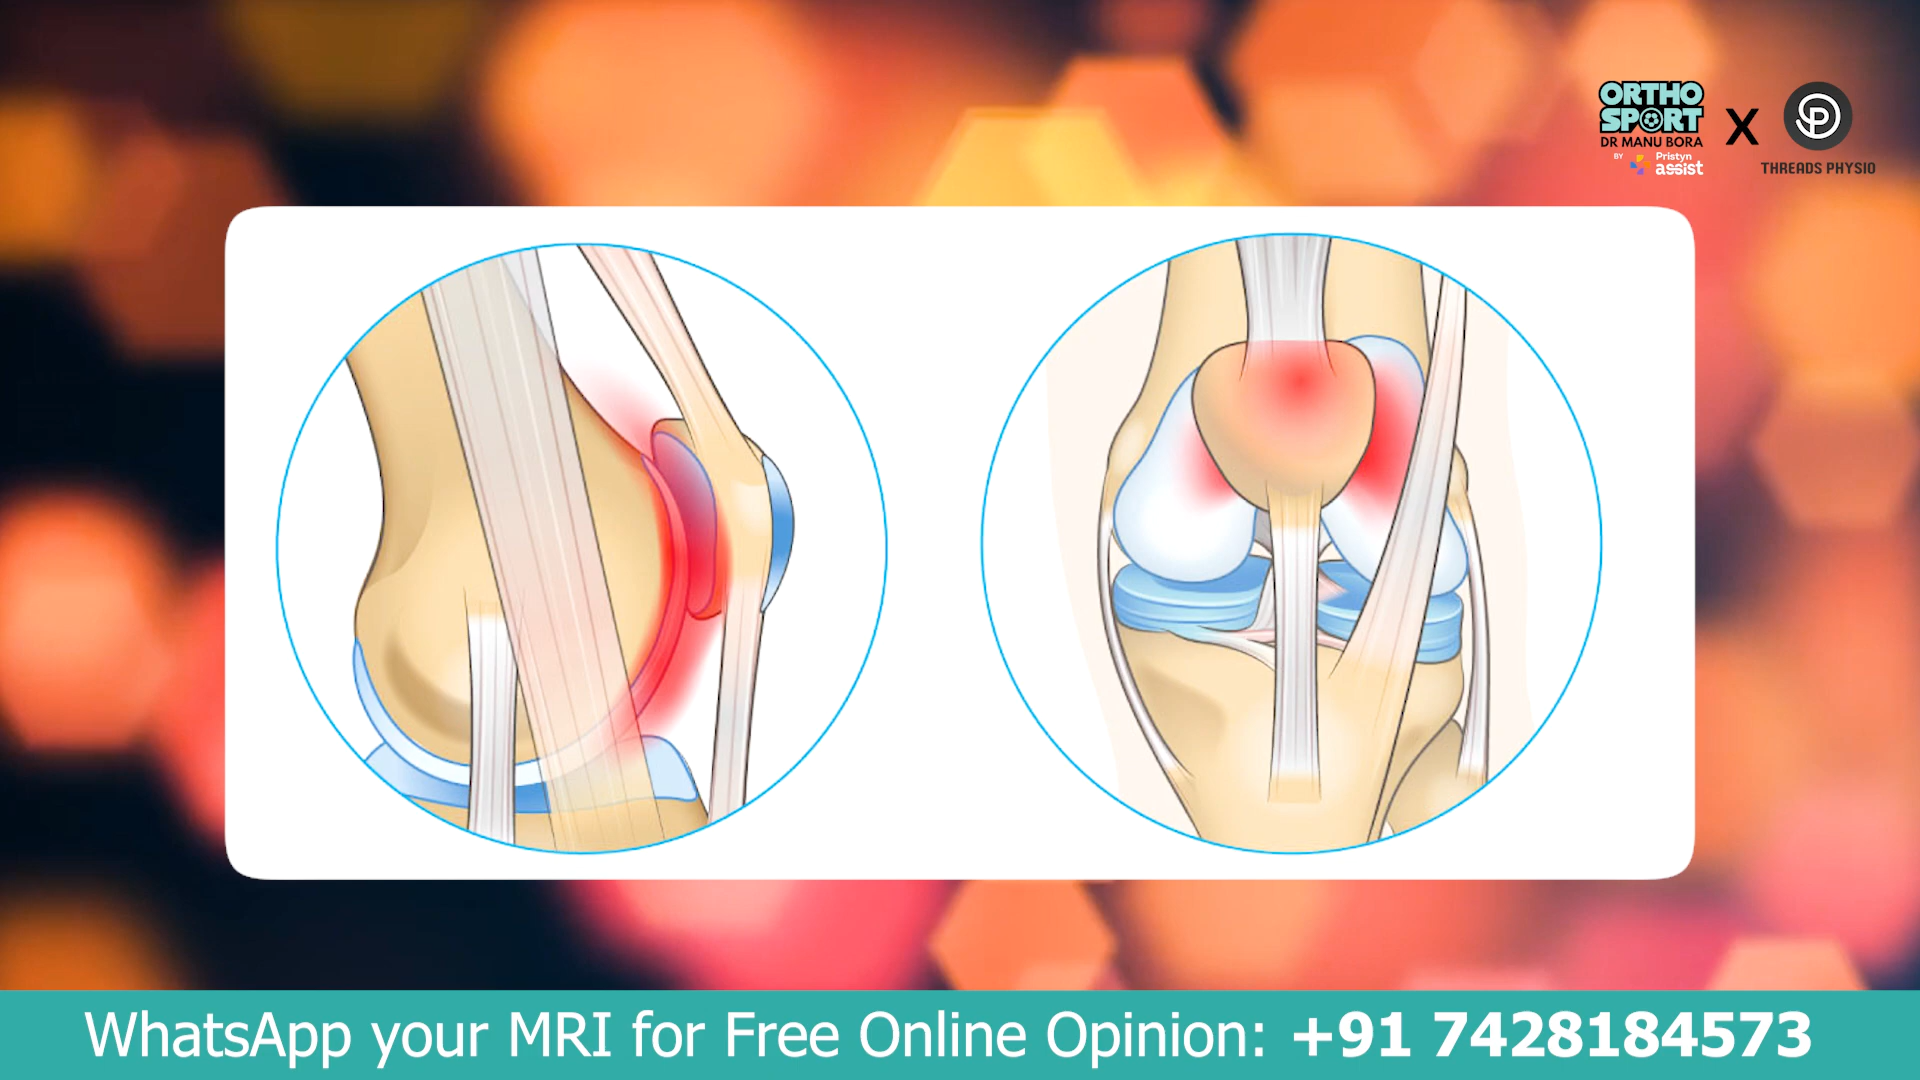 ORTHO
SPORT
DR MANU BORA
BY Pristyn
assist
X
THREADS PHYSIO
WhatsApp your MRI for Free Online Opinion: +91 7428184573